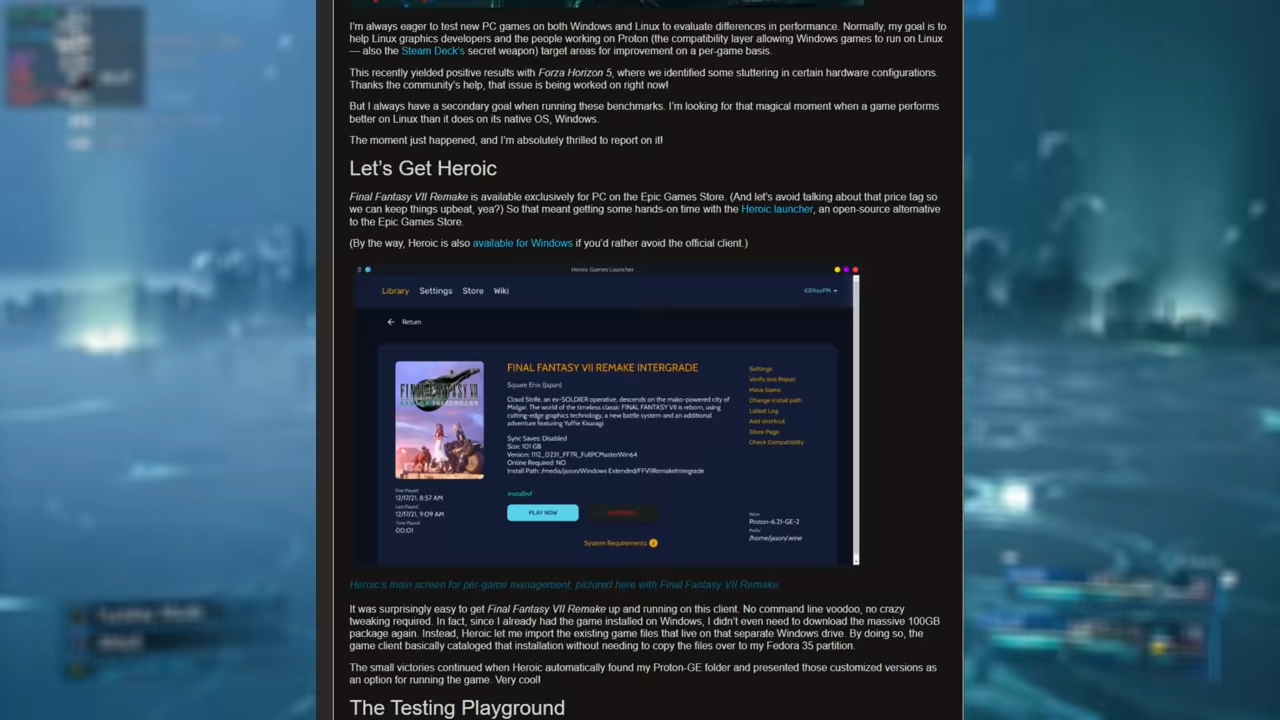 I'm always eager to test new PC games on both Windows and Linux to evaluate differences in performance. Normally, my goal is to
help Linux graphics developers and the people working on Proton (the compatibility layer allowing Windows games to run on Linux
— also the Steam Deck's secret weapon) target areas for improvement on a per-game basis.
This recently yielded positive results with Forza Horizon 5, where we identified some stuttering in certain hardware configurations.
Thanks the community's help, that issue is being worked on right now!
But I always have a secondary goal when running these benchmarks. I'm looking for that magical moment when a game performs
better on Linux than it does on its native OS, Windows.
The moment just happened, and I'm absolutely thrilled to report on it!
Let's Get Heroic
Final Fantasy VII Remake is available exclusively for PC on the Epic Games Store. (And let's avoid talking about that price tag so
we can keep things upbeat, yea?) So that meant getting some hands-on time with the Heroic launcher, an open-source alternative
to the Epic Games Store.
(By the way, Heroic is also available for Windows if you'd rather avoid the official client.)
Heroic Games Launcher
Library Settings Store Wiki
Return
FINAL FANTASY VII REMAKE INTERGRADE
Square Enix (Japan)
Cloud Strife, an ex-SOLDIER operative, descends on the mako-powered city of
Midgar. The world of the timeless classic FINAL FANTASY VII is reborn, using
cutting-edge graphics technology, a new battle system and an additional
adventure featuring Yuffie Kisaragi
Sync Saves: Disabled
Size: 101 GB
Version: 1112_0231_FF7R_FullPCMasterWin64
Online Required: NO
Install Path: /media/jason/Windows Extended/FFVIIRemakeIntergrade
Installed
PLAY NOW
System Requirements
Settings
Verify and Repair
Move Game
Change install path
Latest Log
Add shortcut
Store Page
Check Compatibility
FINAL FANTASY VII
First Played:
12/17/21, 8:57 AM
Last Played:
12/17/21, 9:09 AM
Time Played:
00:01
Wine:
Proton-6.21-GE-2
Prefix:
/home/jason/.wine
Heroic's main screen for per-game management, pictured here with Final Fantasy VII Remake
It was surprisingly easy to get Final Fantasy VII Remake up and running on this client. No command line voodoo, no crazy
tweaking required. In fact, since I already had the game installed on Windows, I didn't even need to download the massive 100GB
package again. Instead, Heroic let me import the existing game files that live on that separate Windows drive. By doing so, the
game client basically cataloged that installation without needing to copy the files over to my Fedora 35 partition.
The small victories continued when Heroic automatically found my Proton-GE folder and presented those customized versions as
an option for running the game. Very cool!
The Testing Playground